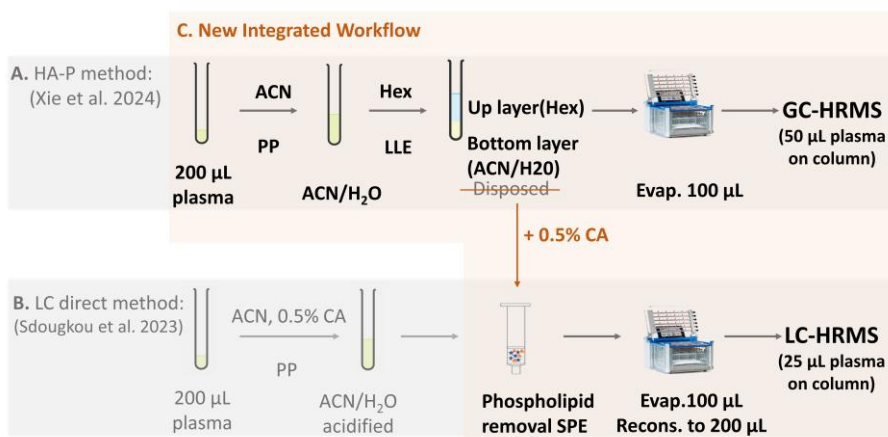 C. New Integrated Workflow
A. HA-P method:
(Xie et al. 2024)
ACN
PP
Hex
LLE
200 µL
plasma
ACN/H₂O
Up layer(Hex)
Bottom layer
(ACN/H20)
Disposed
Evap. 100 µL
GC-HRMS
(50 µL plasma
on column)
+ 0.5% CA
B. LC direct method:
(Sdougkou et al. 2023)
ACN, 0.5% CA
PP
200 µL
plasma
ACN/H₂O
acidified
Phospholipid
removal SPE
Evap.100 µL
Recons. to 200 µL
LC-HRMS
(25 µL plasma
on column)